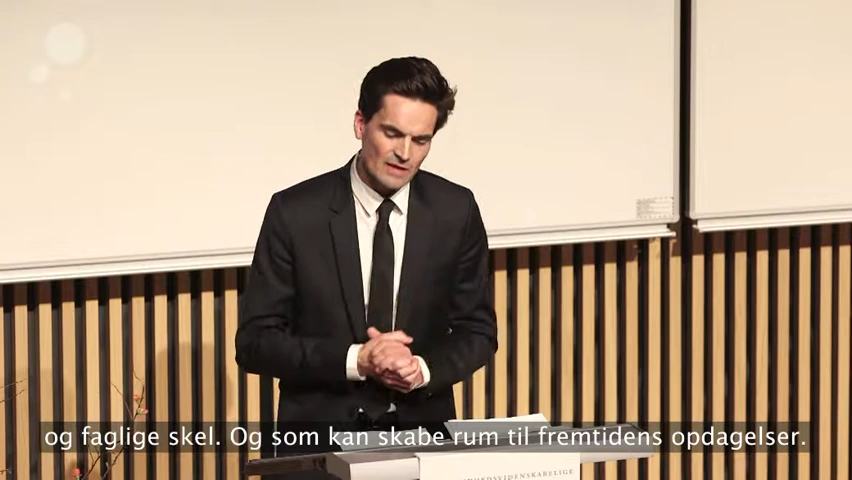 og faglige skel. Og som kan skabe rum til fremtidens opdagelser.